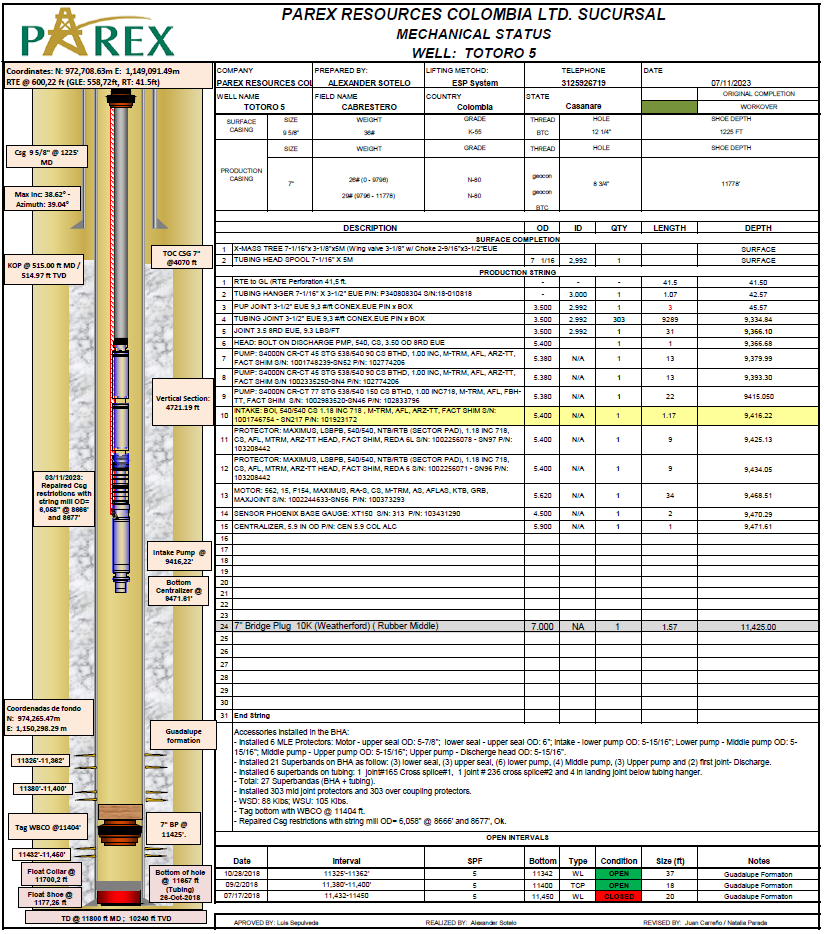 PAREX
PAREX RESOURCES COLOMBIA LTD. SUCURSAL
MECHANICAL STATUS
WELL: TOTORO 5
Coordinates: N: 972,708.63m E: 1,149,091.49m
RTE @ 600,22 ft (GLE: 558,72ft, RT: 41.5ft)
COMPANY PREPARED BY: LIFTING METOHD: TELEPHONE DATE
PAREX RESOURCES COL ALEXANDER SOTELO ESP System 3125926719 07/11/2023
WELL NAME FIELD NAME COUNTRY STATE ORIGINAL COMPLETION
TOTORO 5 CABRESTERO Colombia Casanare WORKOVER
SURFACE CASING SIZE WEIGHT GRADE THREAD HOLE SHOE DEPTH
9 5/8" 36# K-55 BTC 12 1/4" 1225 FT
PRODUCTION CASING SIZE WEIGHT GRADE THREAD HOLE SHOE DEPTH
7" 26# (0 - 9796) N-80 geocon 8 3/4" 11778'
29# (9796 - 11778) N-80 geocon
BTC
Csg 9 5/8" @ 1225'
MD
Max Inc: 38.62º -
Azimuth: 39.04º
TOC CSG 7"
@4070 ft
KOP @ 515.00 ft MD /
514.97 ft TVD
Vertical Section:
4721.19 ft
03/11/2023:
Repaired Csg
restrictions with
string mill OD=
6,058" @ 8666'
and 8677'
Intake Pump @
9416,22'
Bottom
Centralizer @
9471.61'
Coordenadas de fondo
N: 974,265.47m
E: 1,150,298.29 m
Guadalupe
formation
11326'-11,362'
11380'-11,400'
Tag WBCO @11404'
7" BP @
11425'.
11432'-11,450'
Float Collar @
11700,2 ft
Float Shoe @
1177,26 ft
Bottom of hole
@ 11657 ft
(Tubing)
26-Oct-2018
TD @ 11800 ft MD ; 10240 ft TVD
DESCRIPTION OD ID QTY LENGTH DEPTH
SURFACE COMPLETION
1 X-MASS TREE 7-1/16"x 3-1/8"x5M (Wing valve 3-1/8" w/ Choke 2-9/16"x3-1/2"EUE SURFACE
2 TUBING HEAD SPOOL 7-1/16" X 5M 7 1/16 2,992 1 SURFACE
PRODUCTION STRING
1 RTE to GL (RTE Perforation 41,5 ft. - - - 41.5 41.50
2 TUBING HANGER 7-1/16" X 3-1/2" EUE P/N: P340808304 S/N:18-010818 - 3.000 1 1.07 42.57
3 PUP JOINT 3-1/2" EUE 9,3 #/ft CONEX.EUE PIN x BOX 3.500 2.992 1 3 45.57
4 TUBING JOINT 3-1/2" EUE 9,3 #/ft CONEX.EUE PIN x BOX 3.500 2.992 303 9289 9,334.84
5 JOINT 3.5 8RD EUE, 9.3 LBS/FT 3.500 2.992 1 31 9,366.10
6 HEAD: BOLT ON DISCHARGE PMP, 540, CS, 3.50 OD 8RD EUE 5.400 1 1 9,366.68
7 PUMP: S4000N CR-CT 45 STG 538/540 90 CS BTHD, 1.00 INC, M-TRM, AFL, ARZ-TT,
FACT SHIM S/N: 1001748239-SN52 P/N: 102774206 5.380 N/A 1 13 9,379.99
8 PUMP: S4000N CR-CT 45 STG 538/540 90 CS BTHD, 1.00 INC, M-TRM, AFL, ARZ-TT,
FACT SHIM S/N 1002335250-SN4 P/N: 102774206 5.380 N/A 1 13 9,393.30
9 PUMP: S4000N CR-CT 77 STG 538/540 150 CS BTHD, 1.00 INC718, M-TRM, AFL, FBH-
TT, FACT SHIM S/N: 1002983520-SN46 P/N: 102833796 5.380 N/A 1 22 9415.050
10 INTAKE: BOI, 540/540 CS 1.18 INC 718 , M-TRM, AFL, ARZ-TT, FACT SHIM S/N:
1001746754 - SN217 P/N: 101923172 5.400 N/A 1 1.17 9,416.22
11 PROTECTOR: MAXIMUS, LSBPB, 540/540, NTB/RTB (SECTOR PAD), 1.18 INC 718,
CS, AFL, MTRM, ARZ-TT HEAD, FACT SHIM, REDA 6L S/N: 1002256078 - SN97 P/N:
103208442 5.400 N/A 1 9 9,425.13
12 PROTECTOR: MAXIMUS, LSBPB, 540/540, NTB/RTB (SECTOR PAD), 1.18 INC 718,
CS, AFL, MTRM, ARZ-TT HEAD, FACT SHIM, REDA 6 S/N: 1002256071 - SN96 P/N:
103208442 5.400 N/A 1 9 9,434.05
13 MOTOR: 562, 15, F154, MAXIMUS, RA-S, CS, M-TRM, AS, AFLAS, KTB, GRB,
MAXJOINT S/N: 1002244633-SN56 P/N: 100373293 5.620 N/A 1 34 9,468.51
14 SENSOR PHOENIX BASE GAUGE: XT150 S/N: 313 P/N: 103431290 4.500 N/A 1 2 9,470.29
15 CENTRALIZER, 5.9 IN OD P/N: CEN 5.9 COL ALC 5.900 N/A 1 1 9,471.61
16
17
18
19
20
21
22
23
24 7" Bridge Plug 10K (Weatherford) ( Rubber Middle) 7.000 NA 1 1.57 11,425.00
25
26
27
28
29
30
31 End String
Accessories Installed in the BHA:
- Installed 6 MLE Protectors: Motor - upper seal OD: 5-7/8"; lower seal - upper seal OD: 6"; Intake - lower pump OD: 5-15/16"; Lower pump - Middle pump OD: 5-
15/16"; Middle pump - Upper pump OD: 5-15/16"; Upper pump - Discharge head OD: 5-15/16".
- Installed 21 Superbands on BHA as follow: (3) lower seal, (3) upper seal, (6) lower pump, (4) Middle pump, (3) Upper pump and (2) first joint- Discharge.
- Installed 6 superbands on tubing: 1 joint#165 Cross splice#1, 1 joint # 236 cross splice#2 and 4 in landing joint below tubing hanger.
- Total: 27 Superbandas (BHA + tubing).
- Installed 303 mid joint protectors and 303 over coupling protectors.
- WSD: 88 Klbs; WSU: 105 Klbs.
- Tag bottom with WBCO @ 11404 ft.
- Repaired Csg restrictions with string mill OD= 6,058" @ 8666' and 8677', Ok.
OPEN INTERVALS
Date Interval SPF Bottom Type Condition Size (ft) Notes
10/28/2018 11325'-11362' 5 11342 WL OPEN 37 Guadalupe Formation
09/2/2018 11,380'-11,400' 5 11400 TCP OPEN 18 Guadalupe Formation
07/17/2018 11,432-11450 5 11,450 WL CLOSED 20 Guadalupe Formation
APROVED BY: Luis Sepulveda REALIZED BY: Alexander Sotelo REVISED BY: Juan Carreño / Natalia Parada